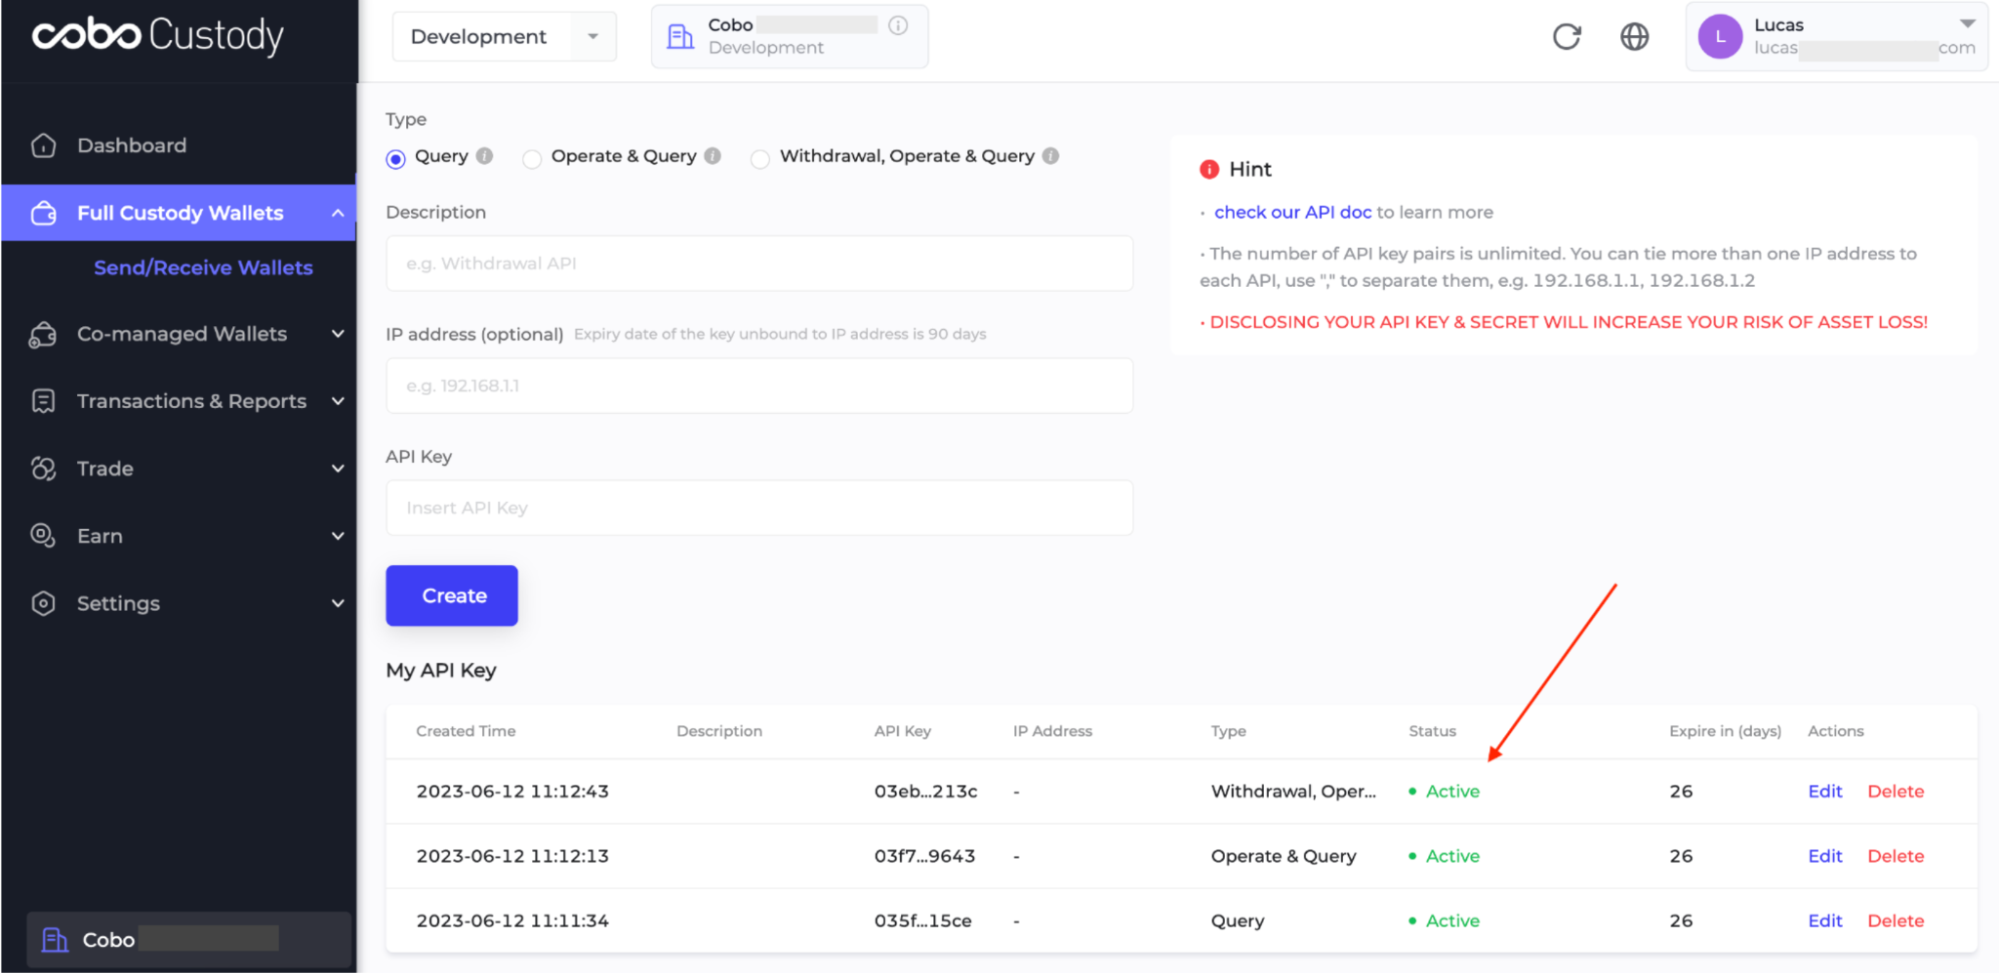 cobo Custody
Development
Cobo
Development
L
Lucas
lucas
com
Dashboard
Full Custody Wallets
Send/Receive Wallets
Co-managed Wallets
Transactions & Reports
Trade
Earn
Settings
Cobo
Type
Query
Operate & Query
Withdrawal, Operate & Query
Description
e.g. Withdrawal API
IP address (optional) Expiry date of the key unbound to IP address is 90 days
e.g. 192.168.1.1
API Key
Insert API Key
Create
Hint
· check our API doc to learn more
· The number of API key pairs is unlimited. You can tie more than one IP address to
each API, use "," to separate them, e.g. 192.168.1.1, 192.168.1.2
· DISCLOSING YOUR API KEY & SECRET WILL INCREASE YOUR RISK OF ASSET LOSS!
My API Key
Created Time Description API Key IP Address Type Status Expire in (days) Actions
2023-06-12 11:12:43 03eb...213c - Withdrawal, Oper... Active 26 Edit Delete
2023-06-12 11:12:13 03f7...9643 - Operate & Query Active 26 Edit Delete
2023-06-12 11:11:34 035f...15ce - Query Active 26 Edit Delete